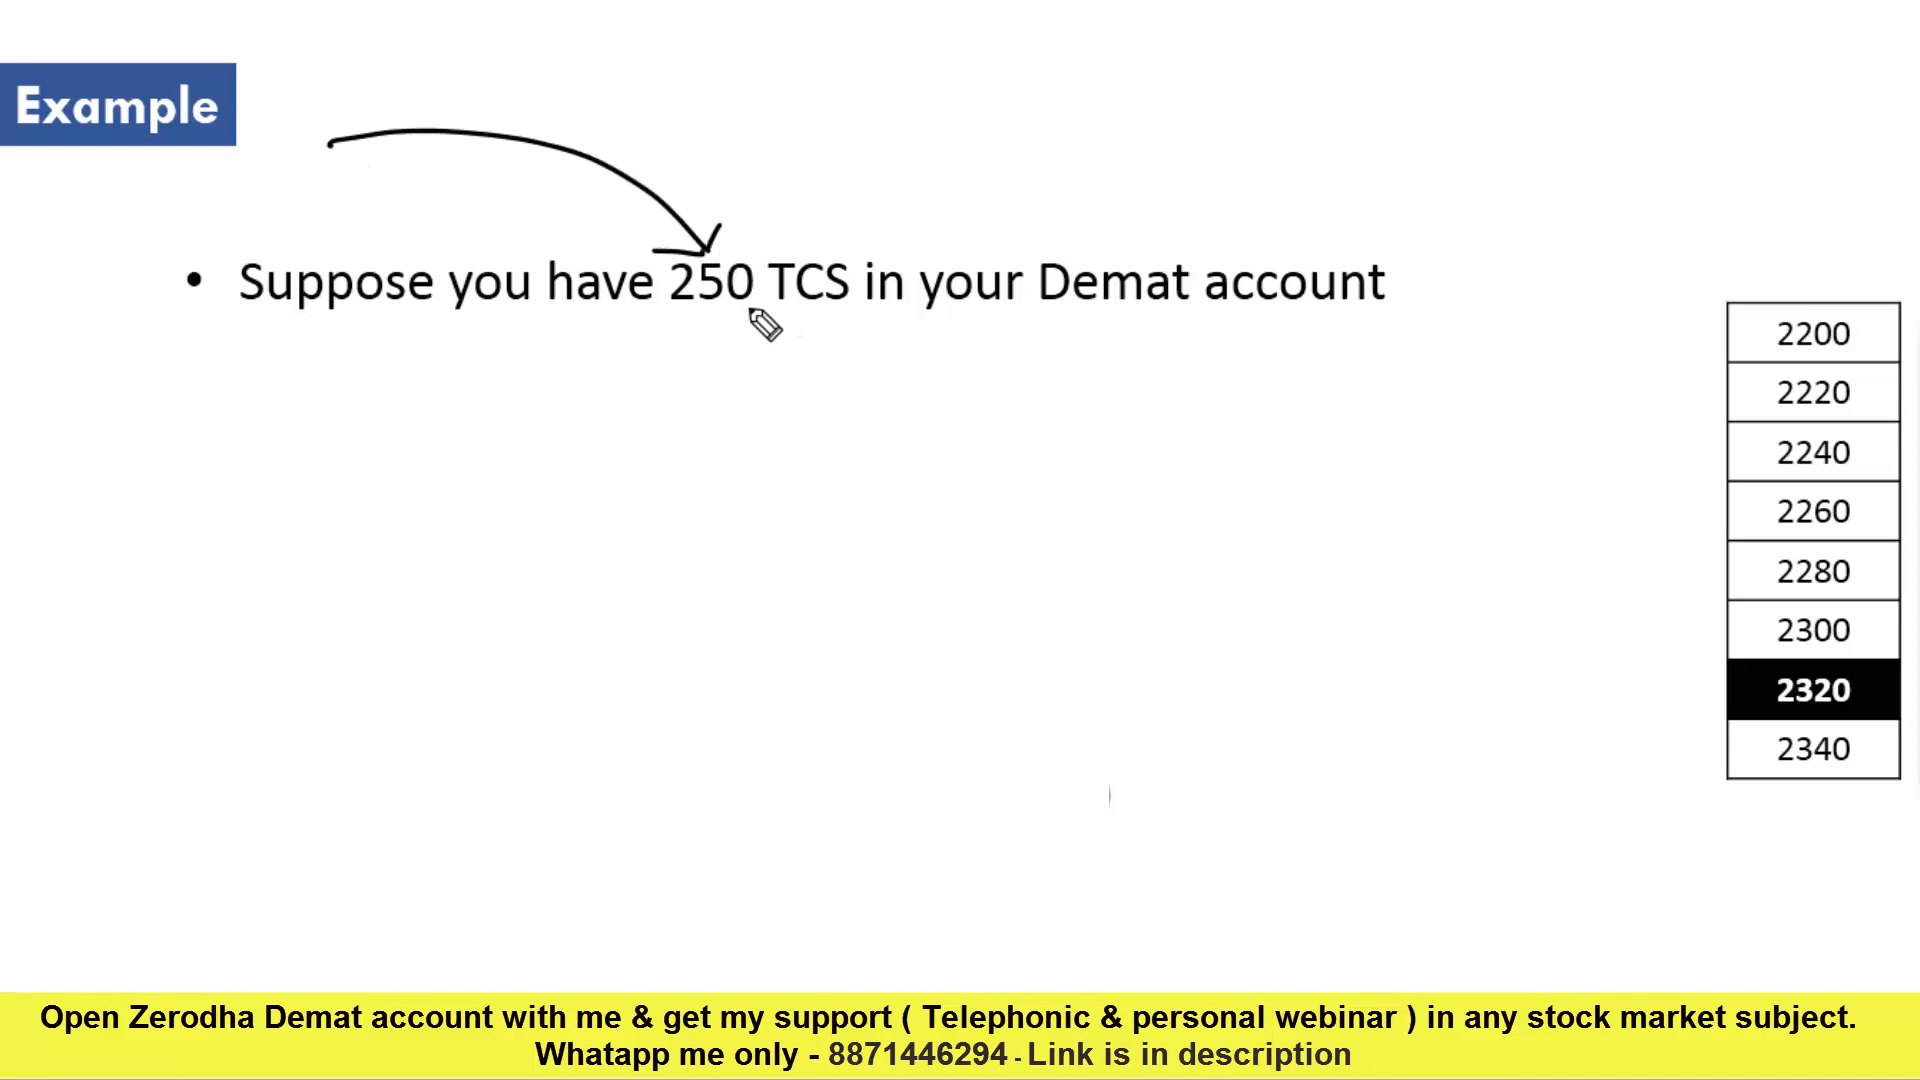 Example
• Suppose you have 250 TCS in your Demat account
2200
2220
2240
2260
2280
2300
2320
2340
Open Zerodha Demat account with me & get my support ( Telephonic & personal webinar ) in any stock market subject.
Whatapp me only - 8871446294 - Link is in description